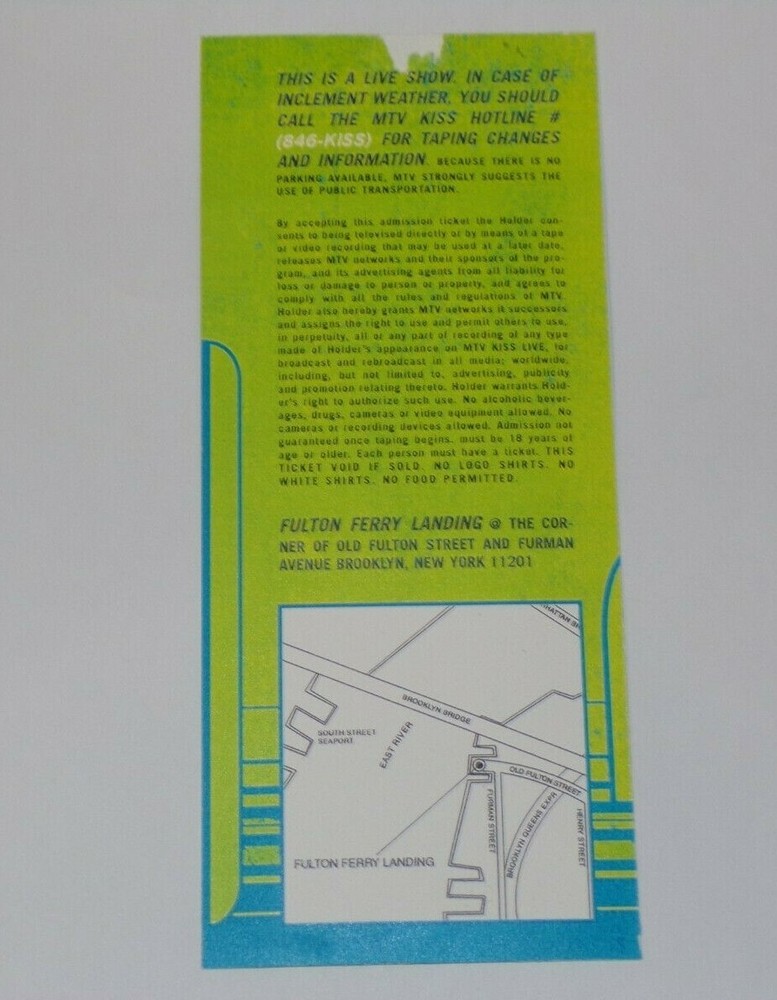 THIS IS A LIVE SHOW. IN CASE OF
INCLEMENT WEATHER, YOU SHOULD
CALL THE MTV KISS HOTLINE #
(846-KISS) FOR TAPING CHANGES
AND INFORMATION. BECAUSE THERE IS NO
PARKING AVAILABLE, MTV STRONGLY SUGGESTS THE
USE OF PUBLIC TRANSPORTATION.
By accepting this admission ticket the Holder con-
sents to being televised directly or by means of a tape
or video recording that may be used at a later date,
releases MTV networks and their sponsors of the pro-
gram, and its advertising agents from all liability for
loss or damage to person or property, and agrees to
comply with all the rules and regulations of MTV.
Holder also hereby grants MTV networks it successors
and assigns the right to use and permit others to use,
in perpetuity, all or any part of recording of any type
made of Holder's appearance on MTV KISS LIVE, for
broadcast and rebroadcast in all media; worldwide,
including, but not limited to, advertising, publicity
and promotion relating thereto. Holder warrants Hold-
er's right to authorize such use. No alcoholic bever-
ages, drugs, cameras or video equipment allowed. No
cameras or recording devices allowed. Admission not
guaranteed once taping begins. must be 18 years of
age or older. Each person must have a ticket. THIS
TICKET VOID IF SOLD. NO LOGO SHIRTS. NO
WHITE SHIRTS. NO FOOD PERMITTED.
FULTON FERRY LANDING @ THE COR-
NER OF OLD FULTON STREET AND FURMAN
AVENUE BROOKLYN, NEW YORK 11201
HATTAN BR
BROOKLYN BRIDGE
SOUTH STREET
SEAPORT
EAST RIVER
OLD FULTON STREET
FURMAN STREET
BROOKLYN QUEENS EXPR
HENRY STREET
FULTON FERRY LANDING